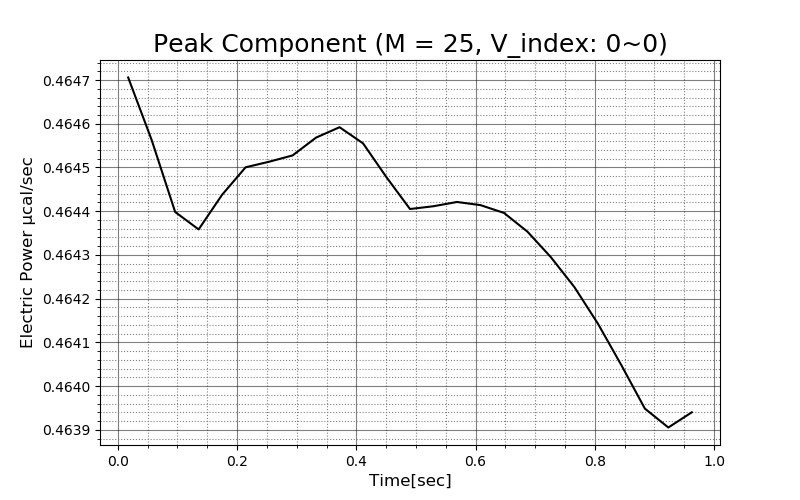 Peak Component (M = 25, V_index: 0~0)
Electric Power μcal/sec
0.4647
0.4646
0.4645
0.4644
0.4643
0.4642
0.4641
0.4640
0.4639
0.0 0.2 0.4 0.6 0.8 1.0
Time[sec]